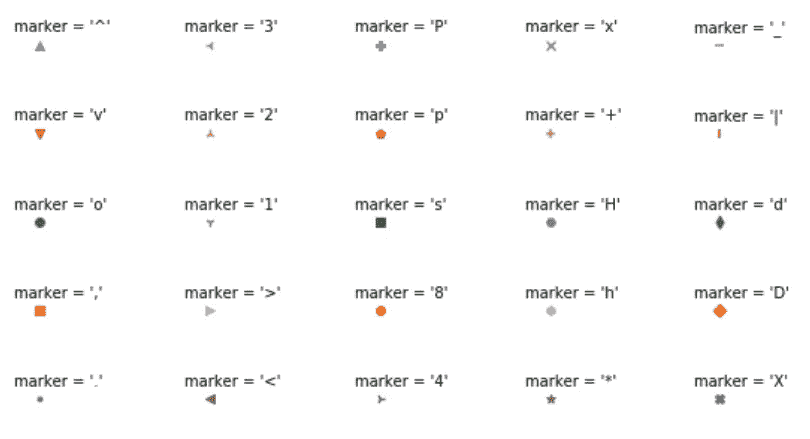 marker = '^' marker = '3' marker = 'P' marker = 'x' marker = '_'
marker = 'v' marker = '2' marker = 'p' marker = '+' marker = '|'
marker = 'o' marker = '1' marker = 's' marker = 'H' marker = 'd'
marker = ',' marker = '>' marker = '8' marker = 'h' marker = 'D'
marker = '.' marker = '<' marker = '4' marker = '*' marker = 'X'